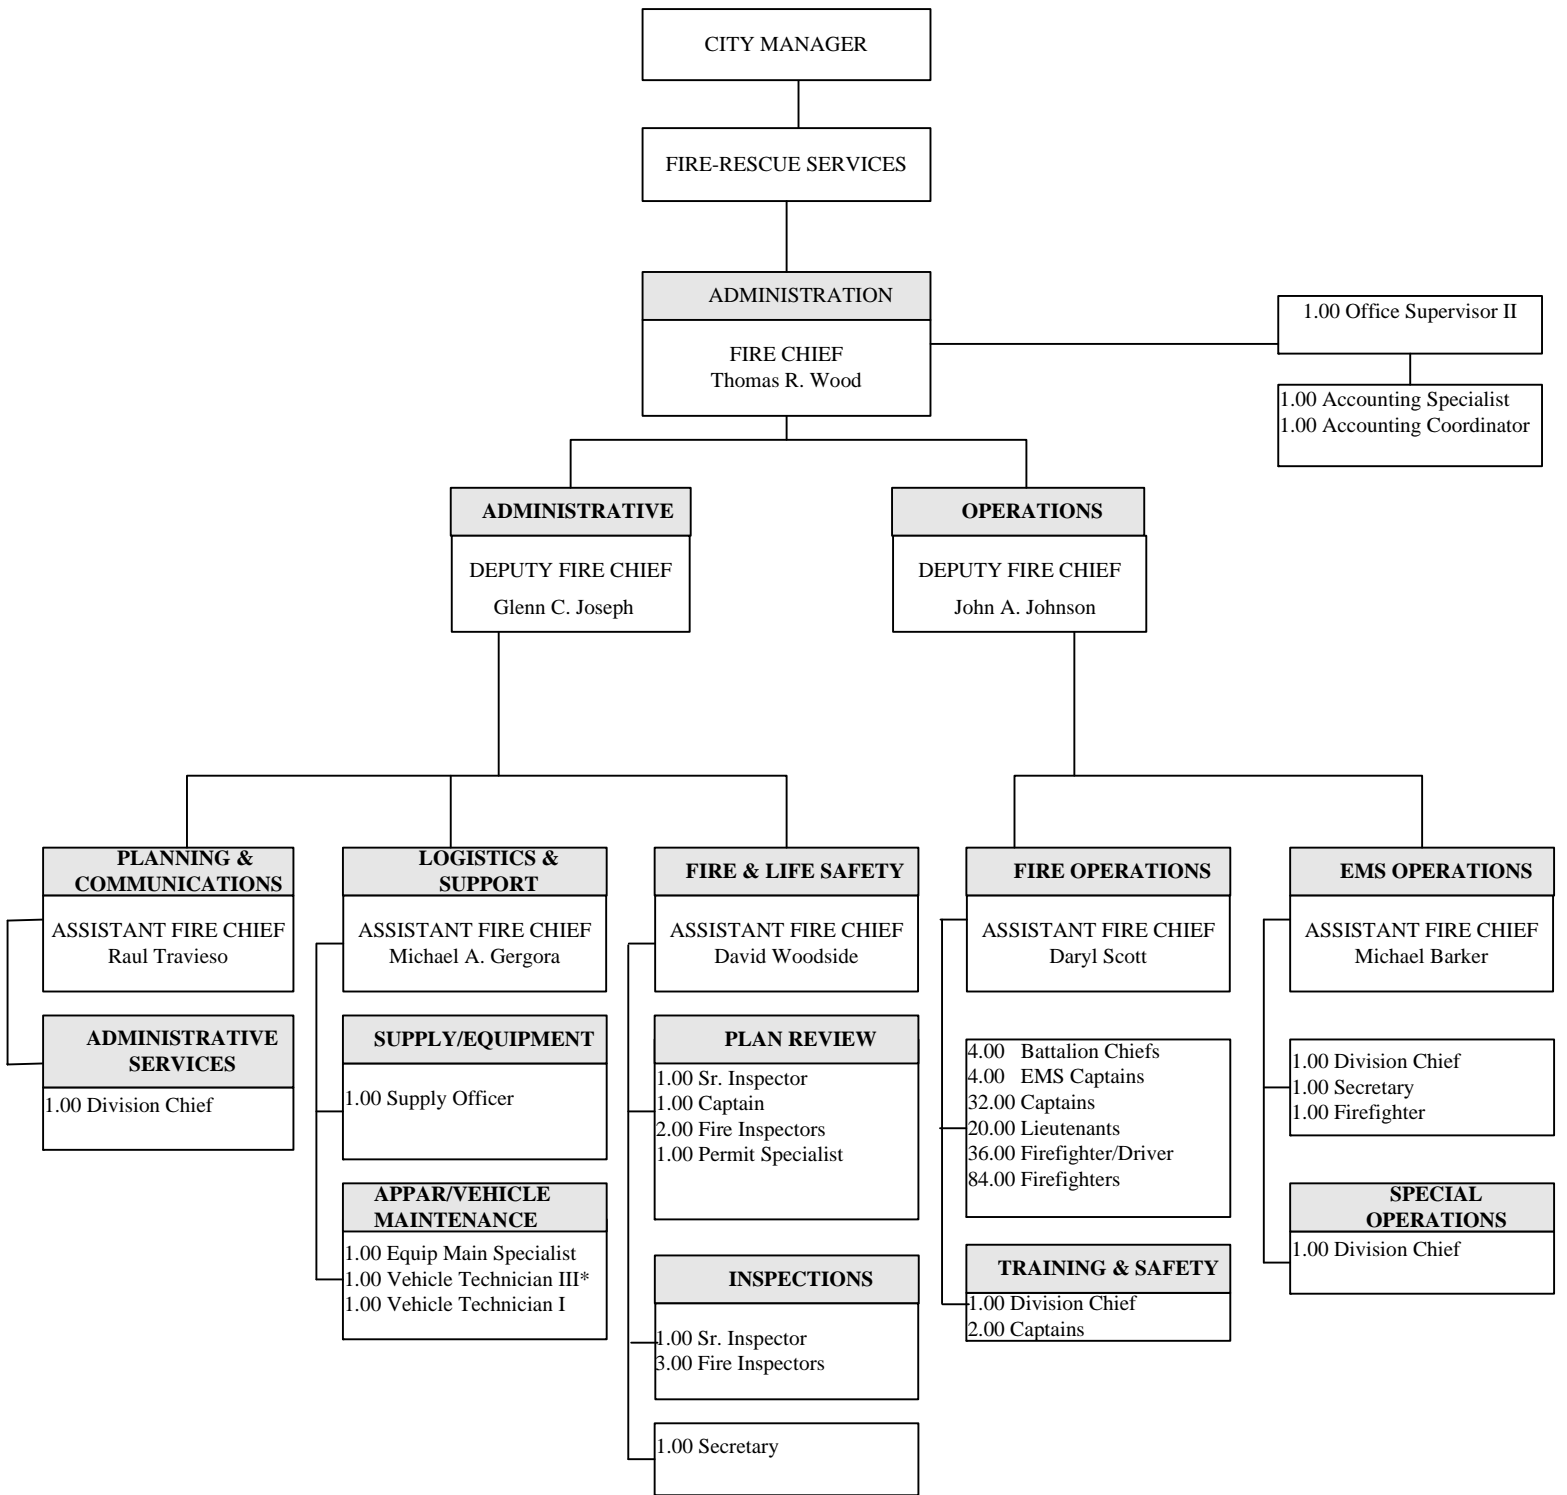 CITY MANAGER
FIRE-RESCUE SERVICES
ADMINISTRATION
FIRE CHIEF
Thomas R. Wood
1.00 Office Supervisor II
1.00 Accounting Specialist
1.00 Accounting Coordinator
ADMINISTRATIVE
DEPUTY FIRE CHIEF
Glenn C. Joseph
OPERATIONS
DEPUTY FIRE CHIEF
John A. Johnson
PLANNING &
COMMUNICATIONS
ASSISTANT FIRE CHIEF
Raul Travieso
ADMINISTRATIVE
SERVICES
1.00 Division Chief
LOGISTICS &
SUPPORT
ASSISTANT FIRE CHIEF
Michael A. Gergora
SUPPLY/EQUIPMENT
1.00 Supply Officer
APPAR/VEHICLE
MAINTENANCE
1.00 Equip Main Specialist
1.00 Vehicle Technician III*
1.00 Vehicle Technician I
FIRE & LIFE SAFETY
ASSISTANT FIRE CHIEF
David Woodside
PLAN REVIEW
1.00 Sr. Inspector
1.00 Captain
2.00 Fire Inspectors
1.00 Permit Specialist
INSPECTIONS
1.00 Sr. Inspector
3.00 Fire Inspectors
1.00 Secretary
FIRE OPERATIONS
ASSISTANT FIRE CHIEF
Daryl Scott
4.00 Battalion Chiefs
4.00 EMS Captains
32.00 Captains
20.00 Lieutenants
36.00 Firefighter/Driver
84.00 Firefighters
TRAINING & SAFETY
1.00 Division Chief
2.00 Captains
EMS OPERATIONS
ASSISTANT FIRE CHIEF
Michael Barker
1.00 Division Chief
1.00 Secretary
1.00 Firefighter
SPECIAL
OPERATIONS
1.00 Division Chief